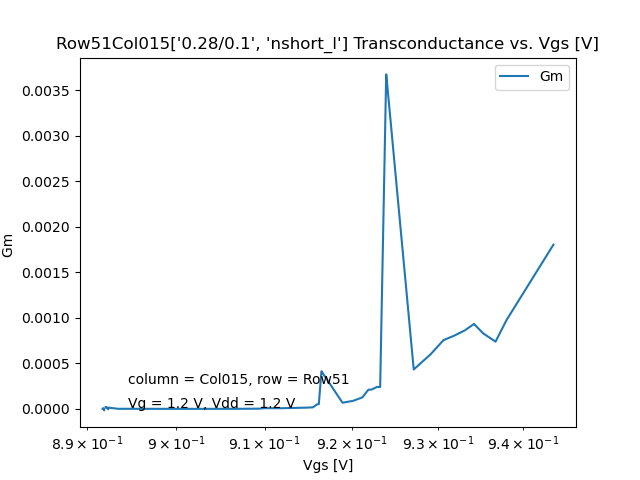 Row51Col015['0.28/0.1', 'nshort_l'] Transconductance vs. Vgs [V]
Gm
0.0035
0.0030
0.0025
0.0020
0.0015
0.0010
0.0005
0.0000
Gm
column = Col015, row = Row51
Vg = 1.2 V, Vdd = 1.2 V
8.9 × 10⁻¹ 9 × 10⁻¹ 9.1 × 10⁻¹ 9.2 × 10⁻¹ 9.3 × 10⁻¹ 9.4 × 10⁻¹
Vgs [V]